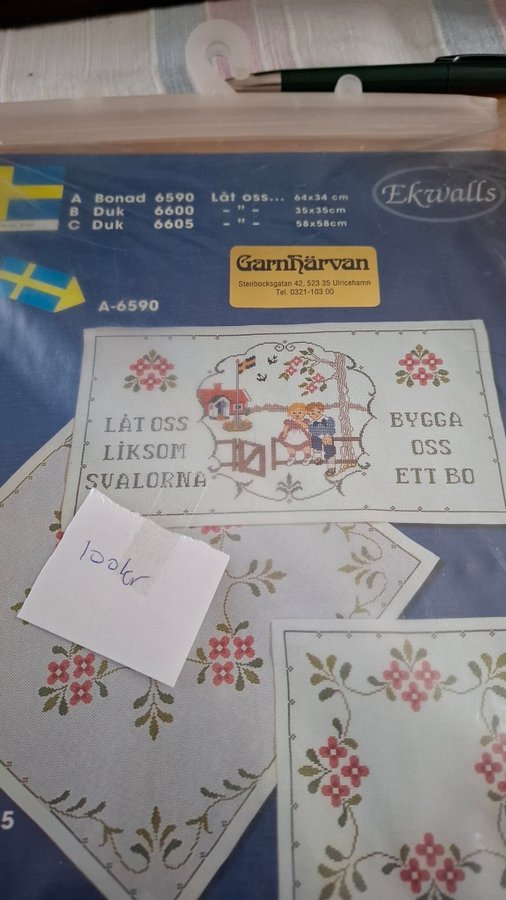 A Bonad 6590 Låt oss... 64x34 cm
B Duk 6600 - " - 35x35cm
C Duk 6605 - " - 58x58cm
Ekwalls
GarnHärvan
Stenbocksgatan 42, 523 35 Ulricehamn
Tel. 0321-103 00
A-6590
LÅT OSS
LIKSOM
SVALORNA
BYGGA
OSS
ETT BO
100kr
5